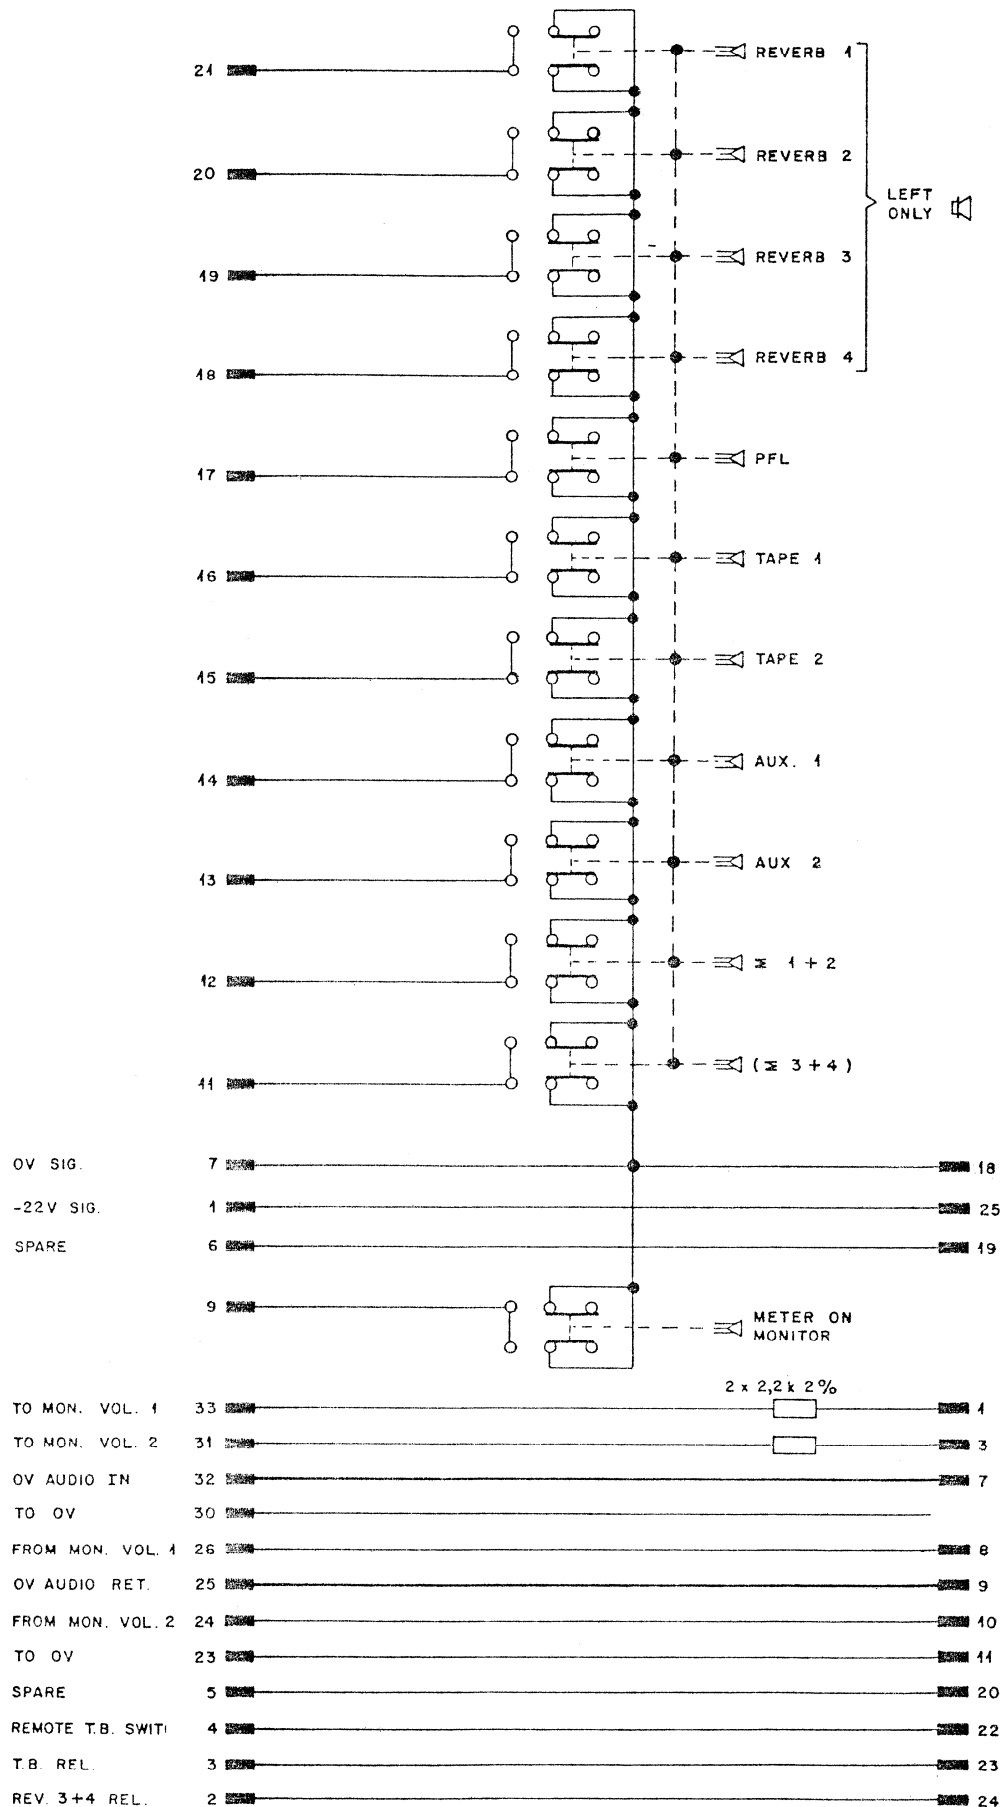 21 REVERB 1
20 REVERB 2
LEFT
ONLY
19 REVERB 3
18 REVERB 4
17 PFL
16 TAPE 1
15 TAPE 2
14 AUX. 1
13 AUX 2
12 Σ 1+2
11 (Σ 3+4)
OV SIG. 7 18
-22V SIG. 1 25
SPARE 6 19
9 METER ON
MONITOR
2 x 2,2k 2%
TO MON. VOL. 1 33 1
TO MON. VOL. 2 31 3
OV AUDIO IN 32 7
TO OV 30
FROM MON. VOL. 1 26 8
OV AUDIO RET. 25 9
FROM MON. VOL. 2 24 10
TO OV 23 11
SPARE 5 20
REMOTE T.B. SWIT 4 22
T.B. REL. 3 23
REV. 3+4 REL. 2 24